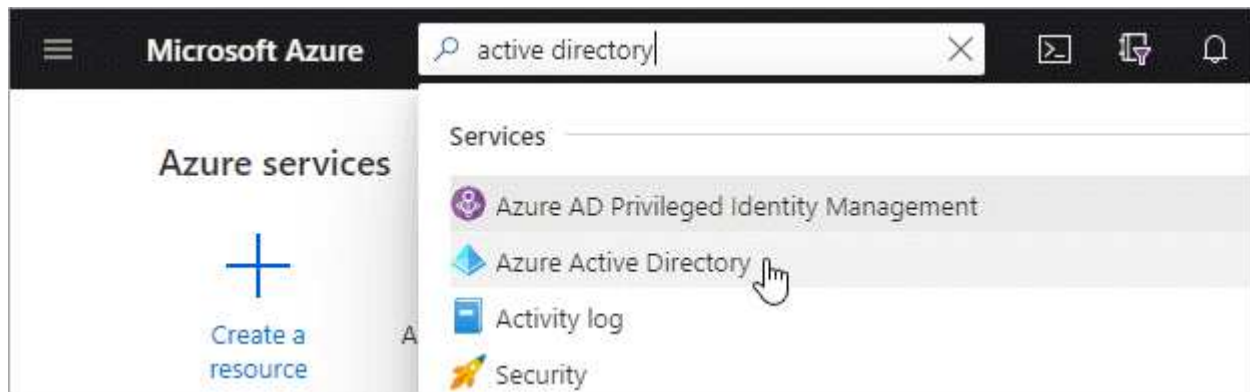 Microsoft Azure
active directory
Azure services
Create a
resource
A
Services
Azure AD Privileged Identity Management
Azure Active Directory
Activity log
Security